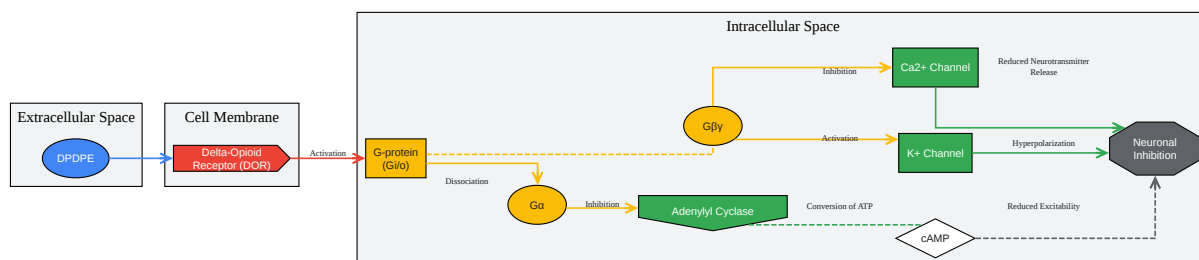 Intracellular Space
Extracellular Space
Cell Membrane
DPDPE
Delta-Opioid
Receptor (DOR)
Activation
G-protein
(Gi/o)
Dissociation
Gβγ
Gα
Inhibition
Ca2+ Channel
Reduced Neurotransmitter
Release
Activation
K+ Channel
Hyperpolarization
Neuronal
Inhibition
Inhibition
Adenylyl Cyclase
Conversion of ATP
cAMP
Reduced Excitability